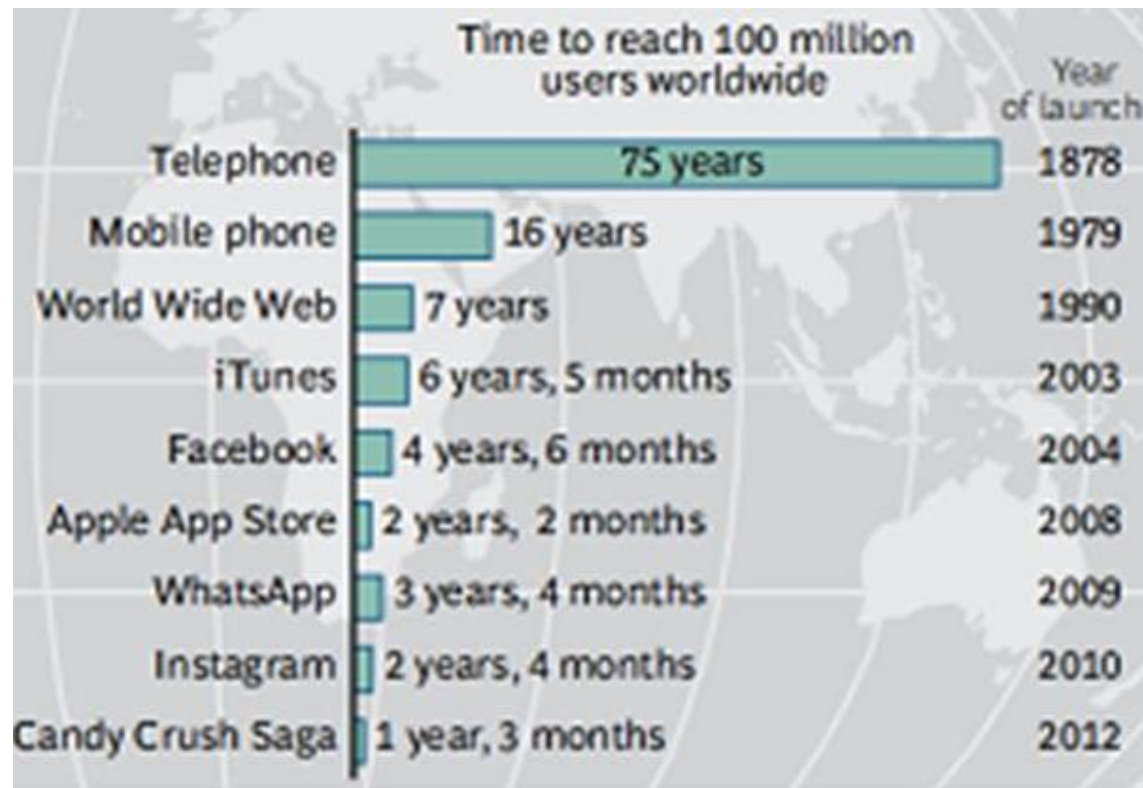 Time to reach 100 million
users worldwide
Year
of launch
Telephone 75 years 1878
Mobile phone 16 years 1979
World Wide Web 7 years 1990
iTunes 6 years, 5 months 2003
Facebook 4 years, 6 months 2004
Apple App Store 2 years, 2 months 2008
WhatsApp 3 years, 4 months 2009
Instagram 2 years, 4 months 2010
Candy Crush Saga 1 year, 3 months 2012